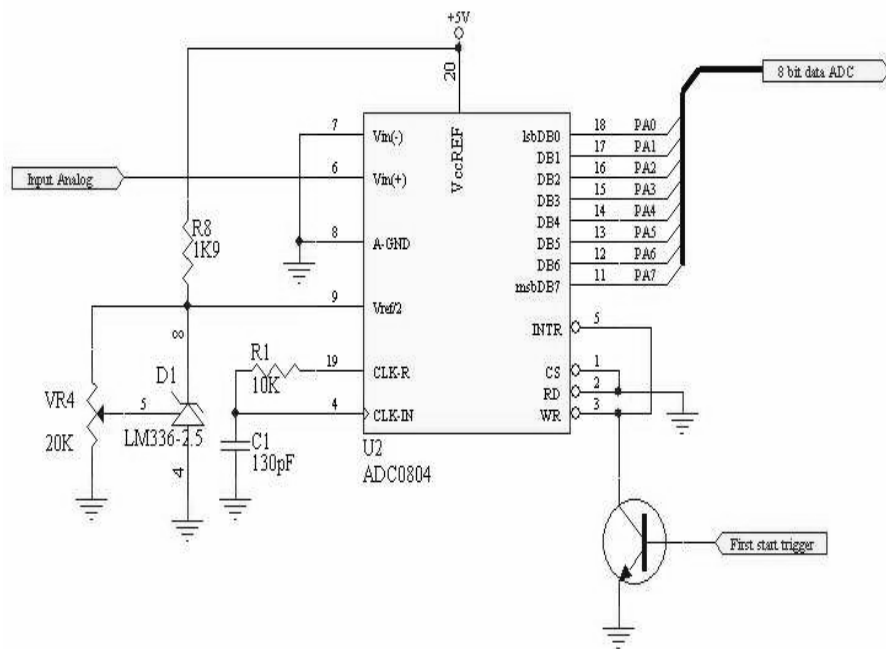 +5V
20
8 bit data ADC
7
Vin(-)
VccREF
lsbDB0
18
PA0
DB1
17
PA1
Input Analog
6
Vin(+)
DB2
16
PA2
DB3
15
PA3
DB4
14
PA4
R8
1K9
8
A-GND
DB5
13
PA5
DB6
12
PA6
msbDB7
11
PA7
9
Vref/2
8
INTR
5
R1
10K
19
CLK-R
CS
1
RD
2
D1
VR4
20K
5
LM336-2.5
4
4
CLK-IN
WR
3
C1
130pF
U2
ADC0804
First start trigger